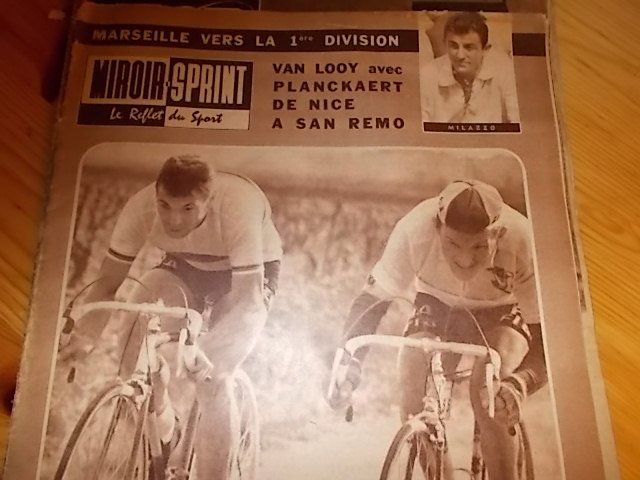 MARSEILLE VERS LA 1ère DIVISION
MIROIR-SPRINT
Le Reflet du Sport
VAN LOOY avec
PLANCKAERT
DE NICE
A SAN REMO
MILAZZO